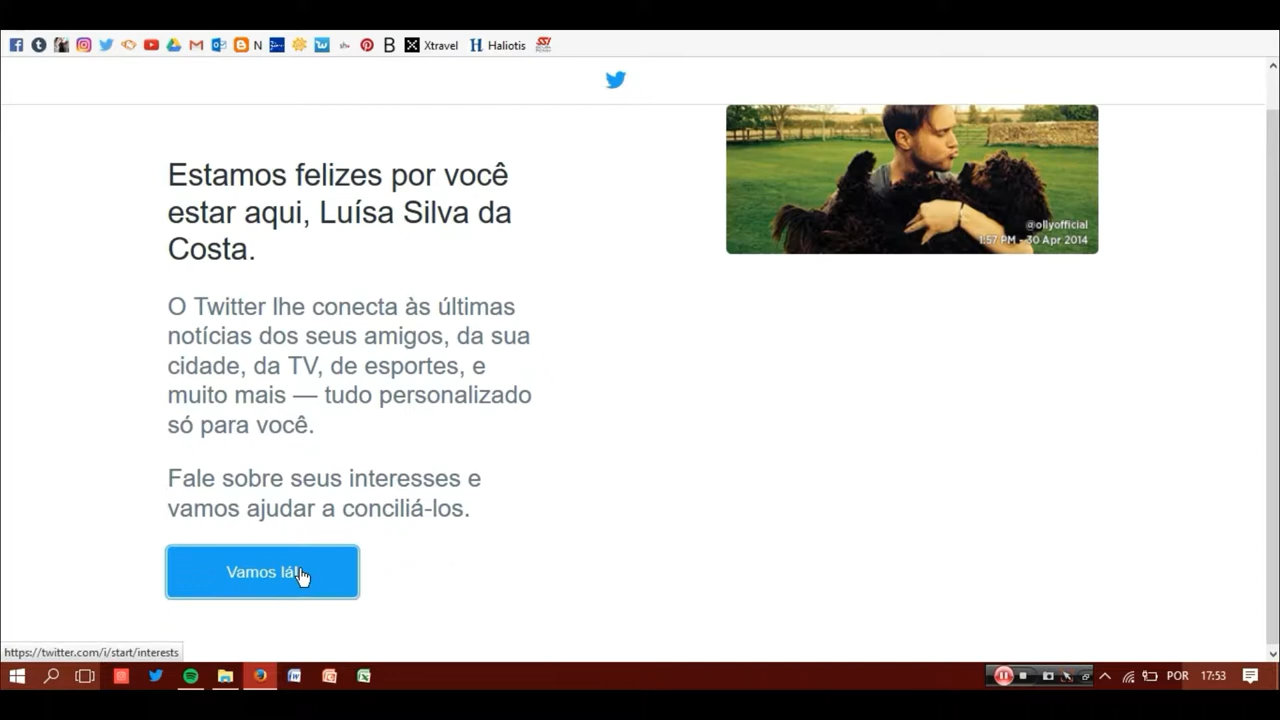 Xtravel
Haliotis
Estamos felizes por você
estar aqui, Luísa Silva da
Costa.
@ollyofficial
1:57 PM - 30 Apr 2014
O Twitter lhe conecta às últimas
notícias dos seus amigos, da sua
cidade, da TV, de esportes, e
muito mais — tudo personalizado
só para você.
Fale sobre seus interesses e
vamos ajudar a conciliá-los.
Vamos lá!
https://twitter.com/i/start/interests
POR
17:53